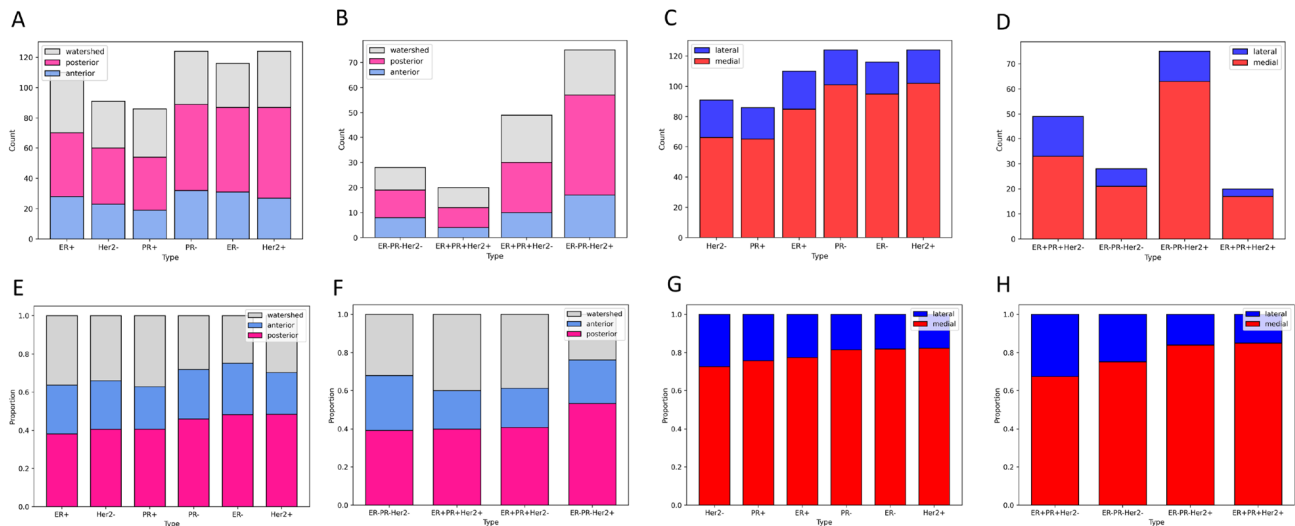 A
B
C
D
120
100
80
60
40
20
0
Count
watershed
posterior
anterior
ER+ Her2- PR+ PR- ER- Her2+
Type
70
60
50
40
30
20
10
0
Count
watershed
posterior
anterior
ER-PR-Her2- ER+PR+Her2+ ER+PR+Her2- ER-PR-Her2+
Type
120
100
80
60
40
20
0
Count
lateral
medial
Her2- PR+ ER+ PR- ER- Her2+
Type
70
60
50
40
30
20
10
0
Count
lateral
medial
ER+PR+Her2- ER-PR-Her2- ER-PR-Her2+ ER+PR+Her2+
Type
E
F
G
H
1.0
0.8
0.6
0.4
0.2
0.0
Proportion
watershed
anterior
posterior
ER+ Her2- PR+ PR- ER- Her2+
Type
1.0
0.8
0.6
0.4
0.2
0.0
Proportion
watershed
anterior
posterior
ER-PR-Her2- ER+PR+Her2+ ER+PR+Her2- ER-PR-Her2+
Type
1.0
0.8
0.6
0.4
0.2
0.0
Proportion
lateral
medial
Her2- PR+ ER+ PR- ER- Her2+
Type
1.0
0.8
0.6
0.4
0.2
0.0
Proportion
lateral
medial
ER+PR+Her2- ER-PR-Her2- ER-PR-Her2+ ER+PR+Her2+
Type